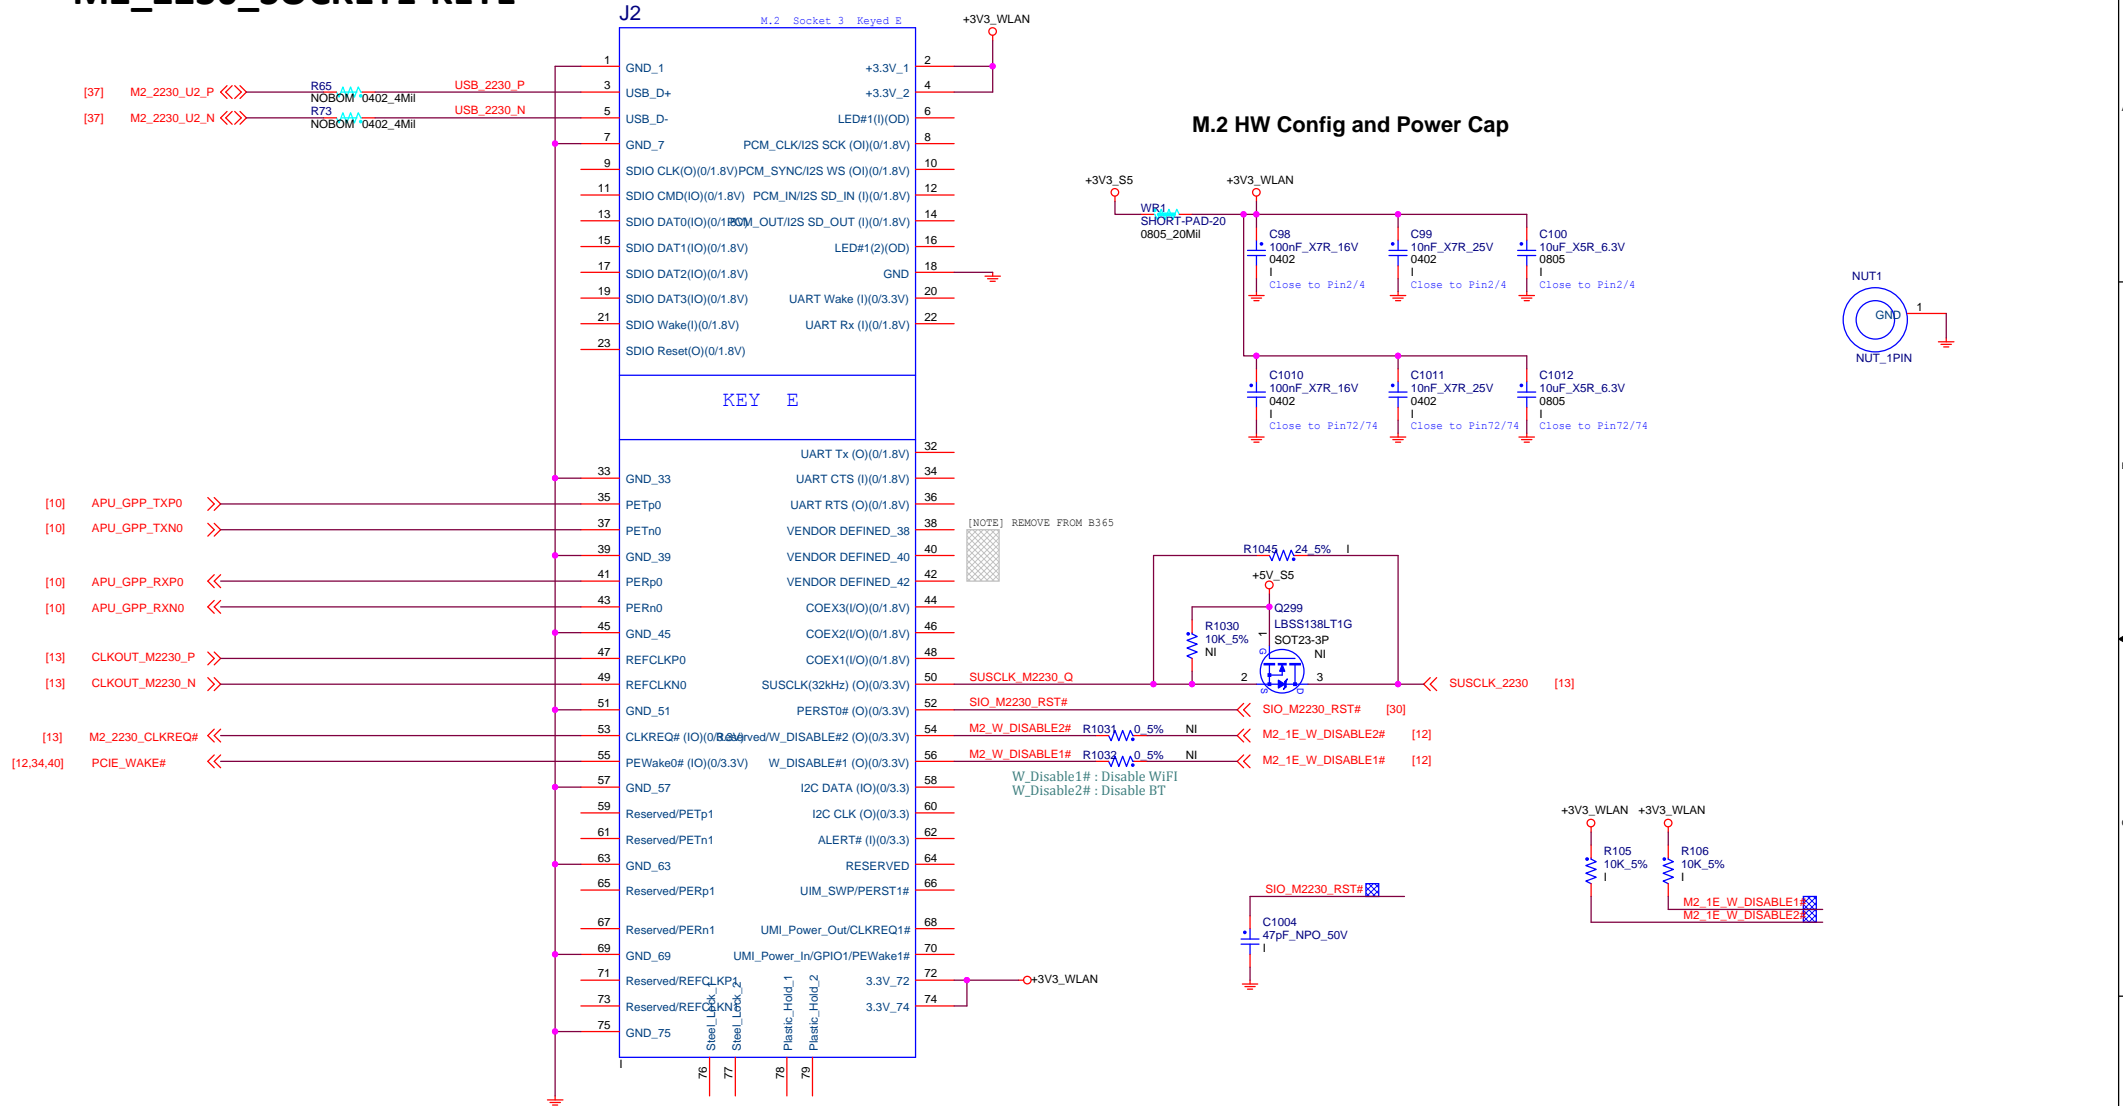 J2
M.2 Socket 3 Keyed E
+3V3_WLAN
1 GND_1
3 USB_D+
5 USB_D-
7 GND_7
9 SDIO CLK(O)(0/1.8V)
11 SDIO CMD(IO)(0/1.8V)
13 SDIO DAT0(IO)(0/1.8V)
15 SDIO DAT1(IO)(0/1.8V)
17 SDIO DAT2(IO)(0/1.8V)
19 SDIO DAT3(IO)(0/1.8V)
21 SDIO Wake(I)(0/1.8V)
23 SDIO Reset(O)(0/1.8V)
+3.3V_1 2
+3.3V_2 4
LED#1(I)(OD) 6
PCM_CLK/I2S SCK (OI)(0/1.8V) 8
PCM_SYNC/I2S WS (OI)(0/1.8V) 10
PCM_IN/I2S SD_IN (I)(0/1.8V) 12
PCM_OUT/I2S SD_OUT (I)(0/1.8V) 14
LED#1(2)(OD) 16
GND 18
UART Wake (I)(0/3.3V) 20
UART Rx (I)(0/1.8V) 22
[37] M2_2230_U2_P
R65
NOBOM 0402_4Mil
USB_2230_P
[37] M2_2230_U2_N
R73
NOBOM 0402_4Mil
USB_2230_N
KEY E
33 GND_33
35 PETp0
37 PETn0
39 GND_39
41 PERp0
43 PERn0
45 GND_45
47 REFCLKP0
49 REFCLKN0
51 GND_51
53 CLKREQ# (IO)(0/3.3V)
55 PEWake0# (IO)(0/3.3V)
57 GND_57
59 Reserved/PETp1
61 Reserved/PETn1
63 GND_63
65 Reserved/PERp1
67 Reserved/PERn1
69 GND_69
71 Reserved/REFCLKP1
73 Reserved/REFCLKN1
75 GND_75
UART Tx (O)(0/1.8V) 32
UART CTS (I)(0/1.8V) 34
UART RTS (O)(0/1.8V) 36
VENDOR DEFINED_38 38
VENDOR DEFINED_40 40
VENDOR DEFINED_42 42
COEX3(I/O)(0/1.8V) 44
COEX2(I/O)(0/1.8V) 46
COEX1(I/O)(0/1.8V) 48
SUSCLK(32kHz) (O)(0/3.3V) 50
PERST0# (O)(0/3.3V) 52
Reserved/W_DISABLE#2 (O)(0/3.3V) 54
W_DISABLE#1 (O)(0/3.3V) 56
I2C DATA (IO)(0/3.3) 58
I2C CLK (O)(0/3.3) 60
ALERT# (I)(0/3.3) 62
RESERVED 64
UIM_SWP/PERST1# 66
UMI_Power_Out/CLKREQ1# 68
UMI_Power_In/GPIO1/PEWake1# 70
3.3V_72 72
3.3V_74 74
+3V3_WLAN
Steel_Lock_1 76
Steel_Lock_2 77
Plastic_Hold_1 78
Plastic_Hold_2 79
I
[10] APU_GPP_TXP0
[10] APU_GPP_TXN0
[10] APU_GPP_RXP0
[10] APU_GPP_RXN0
[13] CLKOUT_M2230_P
[13] CLKOUT_M2230_N
[13] M2_2230_CLKREQ#
[12,34,40] PCIE_WAKE#
M.2 HW Config and Power Cap
+3V3_S5
+3V3_WLAN
WR1
SHORT-PAD-20
0805_20Mil
C98
100nF_X7R_16V
0402
I
Close to Pin2/4
C99
10nF_X7R_25V
0402
I
Close to Pin2/4
C100
10uF_X5R_6.3V
0805
I
Close to Pin2/4
C1010
100nF_X7R_16V
0402
I
Close to Pin72/74
C1011
10nF_X7R_25V
0402
I
Close to Pin72/74
C1012
10uF_X5R_6.3V
0805
I
Close to Pin72/74
NUT1
GND 1
NUT_1PIN
[NOTE] REMOVE FROM B365
R1045 24_5% I
+5V_S5
Q299
LBSS138LT1G
SOT23-3P
NI
R1030
10K_5%
NI
1
G
2 3
S D
SUSCLK_M2230_Q
SUSCLK_2230 [13]
SIO_M2230_RST#
SIO_M2230_RST# [30]
M2_W_DISABLE2# R1031 0_5% NI M2_1E_W_DISABLE2# [12]
M2_W_DISABLE1# R1032 0_5% NI M2_1E_W_DISABLE1# [12]
W_Disable1# : Disable WiFI
W_Disable2# : Disable BT
SIO_M2230_RST#
C1004
47pF_NPO_50V
I
+3V3_WLAN +3V3_WLAN
R105
10K_5%
I
R106
10K_5%
I
M2_1E_W_DISABLE1#
M2_1E_W_DISABLE2#